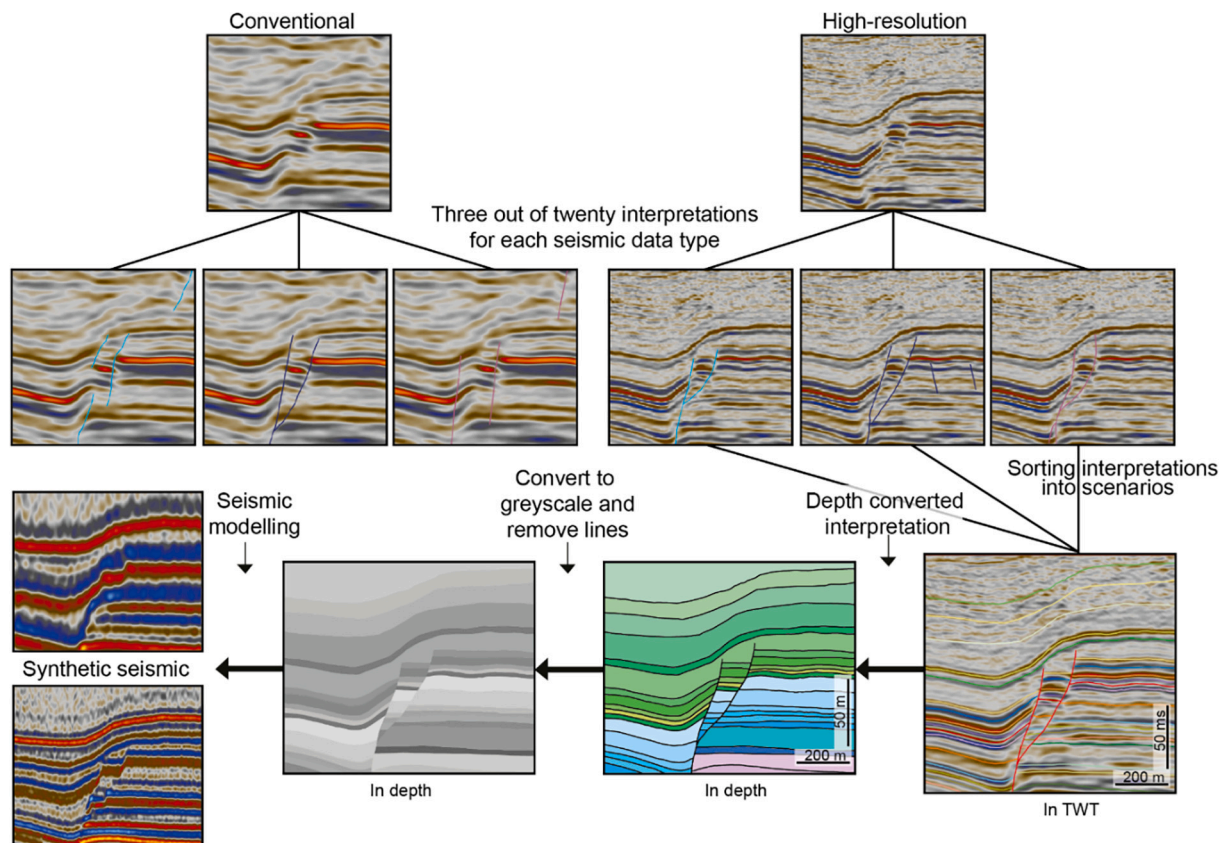 Conventional
High-resolution
Three out of twenty interpretations
for each seismic data type
Sorting interpretations
into scenarios
Seismic
modelling
Convert to
greyscale and
remove lines
Depth converted
interpretation
Synthetic seismic
50 m
200 m
50 ms
200 m
In depth
In depth
In TWT